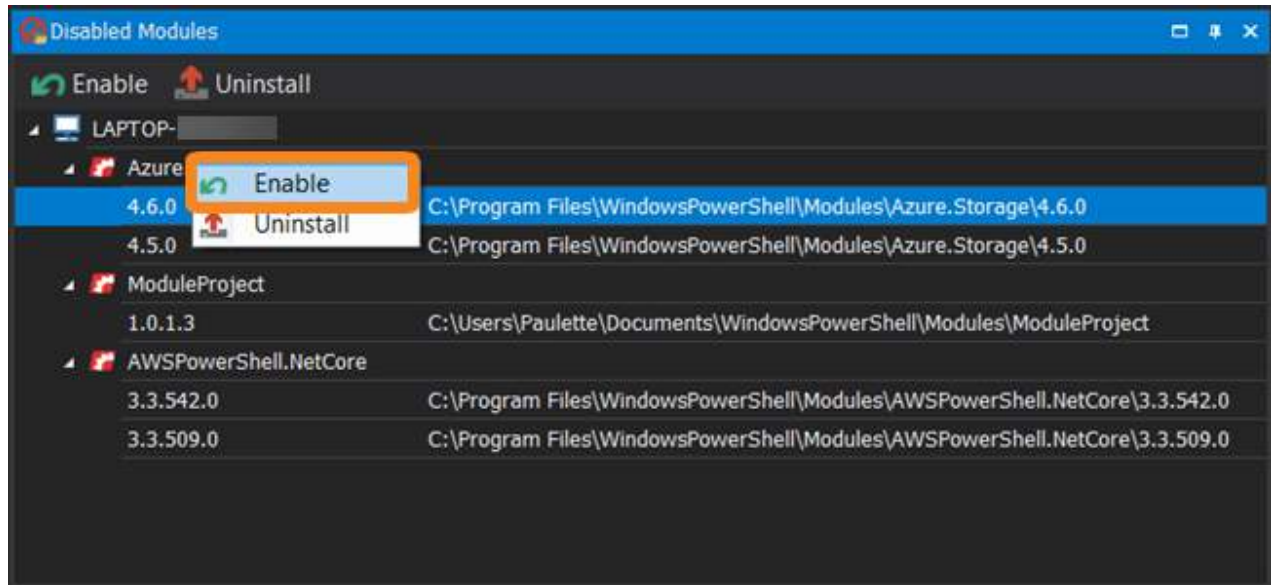 Disabled Modules
Enable Uninstall
LAPTOP-
Azure
Enable
4.6.0 C:\Program Files\WindowsPowerShell\Modules\Azure.Storage\4.6.0
Uninstall
4.5.0 C:\Program Files\WindowsPowerShell\Modules\Azure.Storage\4.5.0
ModuleProject
1.0.1.3 C:\Users\Paulette\Documents\WindowsPowerShell\Modules\ModuleProject
AWSPowerShell.NetCore
3.3.542.0 C:\Program Files\WindowsPowerShell\Modules\AWSPowerShell.NetCore\3.3.542.0
3.3.509.0 C:\Program Files\WindowsPowerShell\Modules\AWSPowerShell.NetCore\3.3.509.0